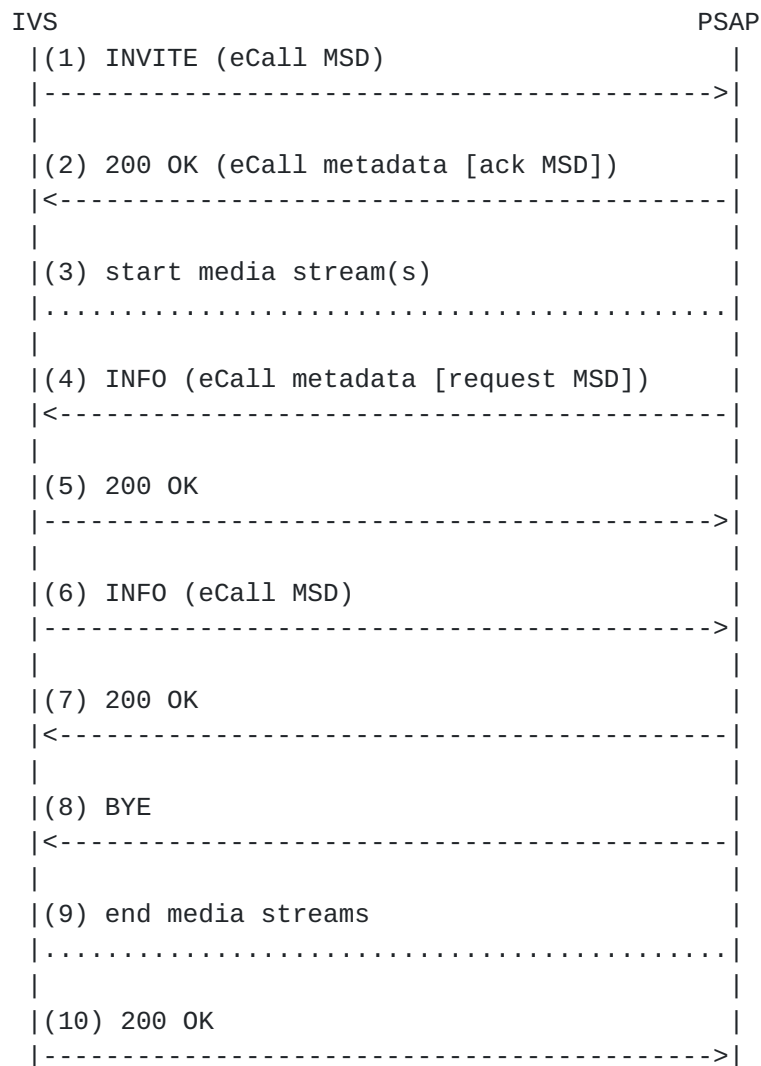 IVS PSAP
(1) INVITE (eCall MSD)
(2) 200 OK (eCall metadata [ack MSD])
(3) start media stream(s)
(4) INFO (eCall metadata [request MSD])
(5) 200 OK
(6) INFO (eCall MSD)
(7) 200 OK
(8) BYE
(9) end media streams
(10) 200 OK